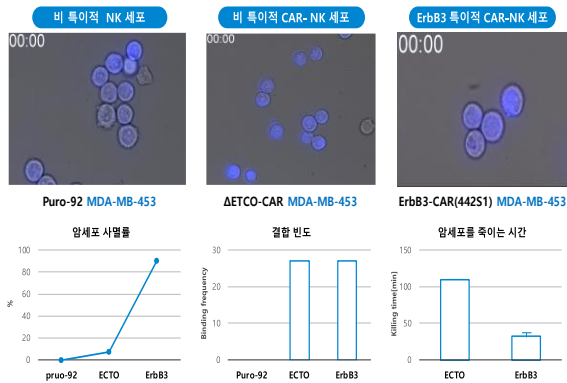 비 특이적 NK 세포
비 특이적 CAR- NK 세포
ErbB3 특이적 CAR-NK 세포
00:00
00:00
00:00
Puro-92 MDA-MB-453
ΔETCO-CAR MDA-MB-453
ErbB3-CAR(442S1) MDA-MB-453
암세포 사멸률
100
80
60
40
20
0
%
pruo-92 ECTO ErbB3
결합 빈도
30
20
10
0
Binding frequency
Puro-92 ECTO ErbB3
암세포를 죽이는 시간
150
100
50
0
Killing time[min]
ECTO ErbB3